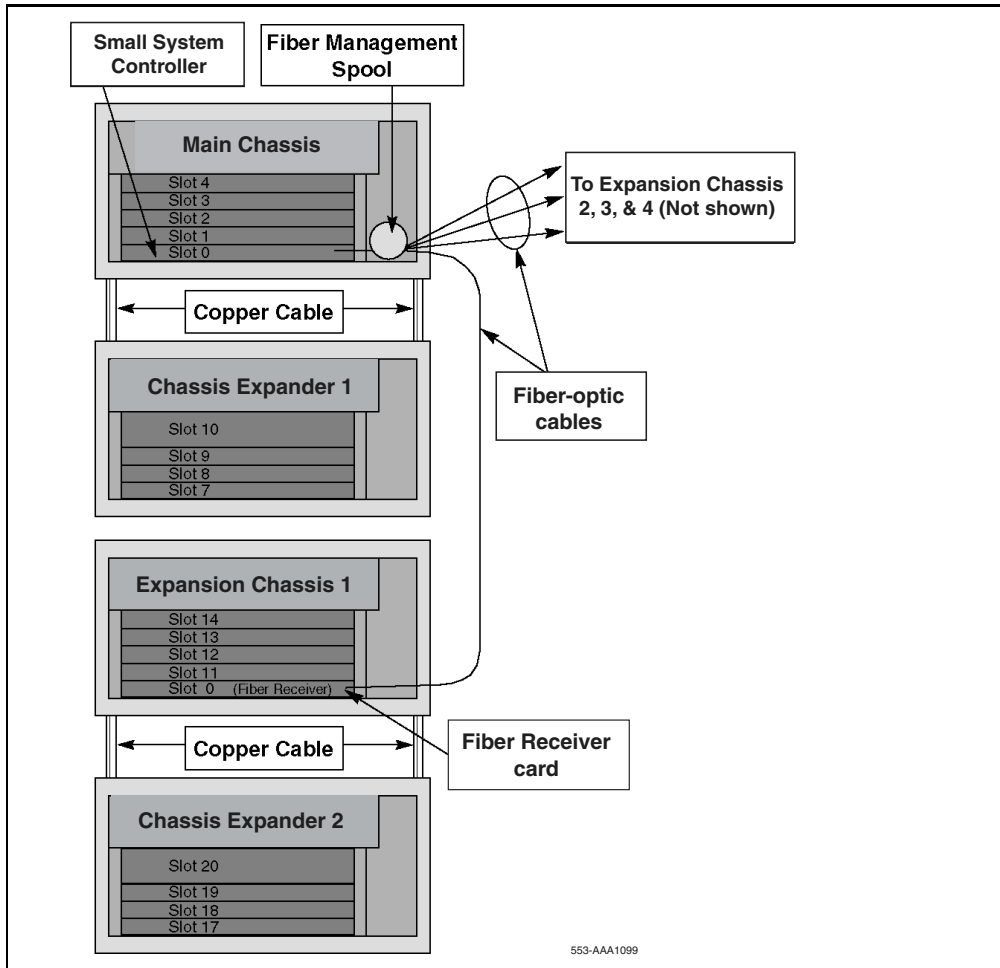 Small System
Controller
Fiber Management
Spool
Main Chassis
Slot 4
Slot 3
Slot 2
Slot 1
Slot 0
To Expansion Chassis
2, 3, & 4 (Not shown)
Copper Cable
Chassis Expander 1
Slot 10
Slot 9
Slot 8
Slot 7
Fiber-optic
cables
Expansion Chassis 1
Slot 14
Slot 13
Slot 12
Slot 11
Slot 0 (Fiber Receiver)
Copper Cable
Fiber Receiver
card
Chassis Expander 2
Slot 20
Slot 19
Slot 18
Slot 17
553-AAA1099